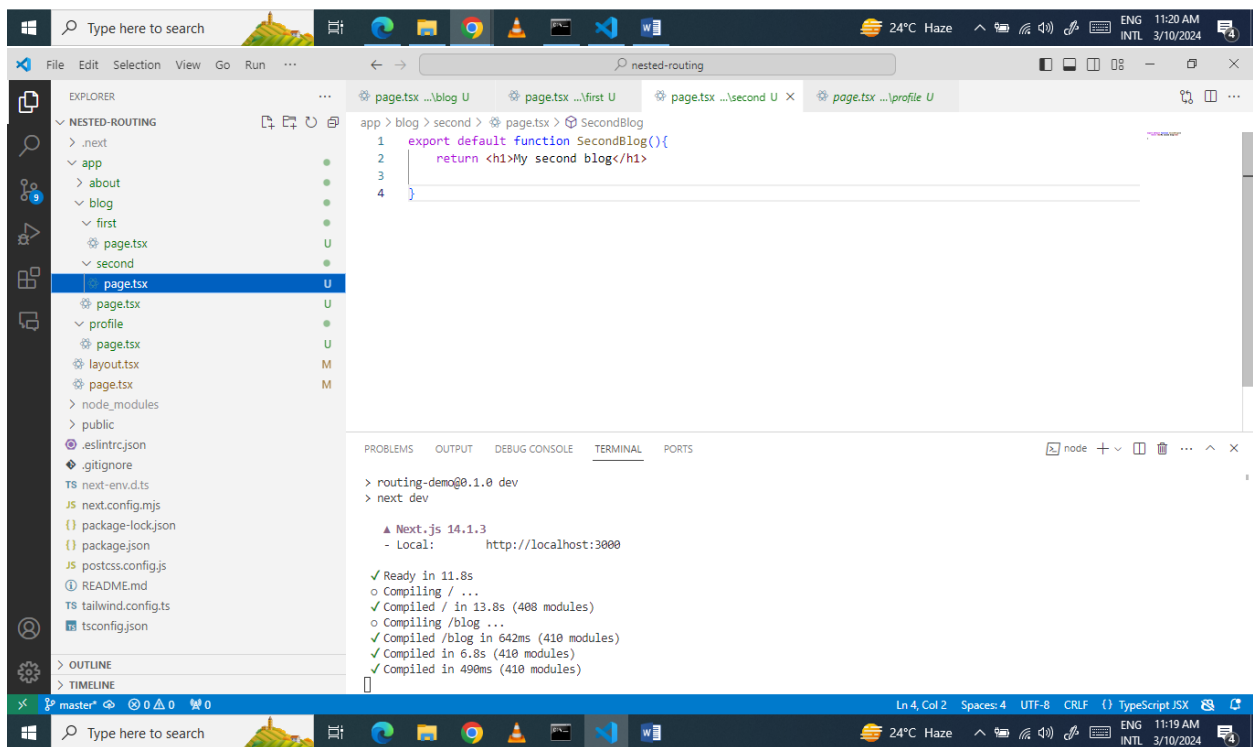 Type here to search
24°C Haze
ENG 11:20 AM
INTL 3/10/2024
4
File Edit Selection View Go Run ···
nested-routing
EXPLORER
NESTED-ROUTING
.next
app
about
blog
first
page.tsx U
second
page.tsx U
page.tsx U
profile
page.tsx U
layout.tsx M
page.tsx M
node_modules
public
.eslintrc.json
.gitignore
TS next-env.d.ts
JS next.config.mjs
{} package-lock.json
{} package.json
JS postcss.config.js
README.md
TS tailwind.config.ts
tsconfig.json
OUTLINE
TIMELINE
9
page.tsx ...\blog U page.tsx ...\first U page.tsx ...\second U page.tsx ...\profile U
app > blog > second > page.tsx > SecondBlog
1 export default function SecondBlog(){
2 return <h1>My second blog</h1>
3
4 }
PROBLEMS OUTPUT DEBUG CONSOLE TERMINAL PORTS
node
> routing-demo@0.1.0 dev
> next dev
▲ Next.js 14.1.3
- Local: http://localhost:3000
✓ Ready in 11.8s
○ Compiling / ...
✓ Compiled / in 13.8s (408 modules)
○ Compiling /blog ...
✓ Compiled /blog in 642ms (410 modules)
✓ Compiled in 6.8s (410 modules)
✓ Compiled in 490ms (410 modules)
master* 0 0 0
Ln 4, Col 2 Spaces: 4 UTF-8 CRLF {} TypeScript JSX
Type here to search
24°C Haze
ENG 11:19 AM
INTL 3/10/2024
4